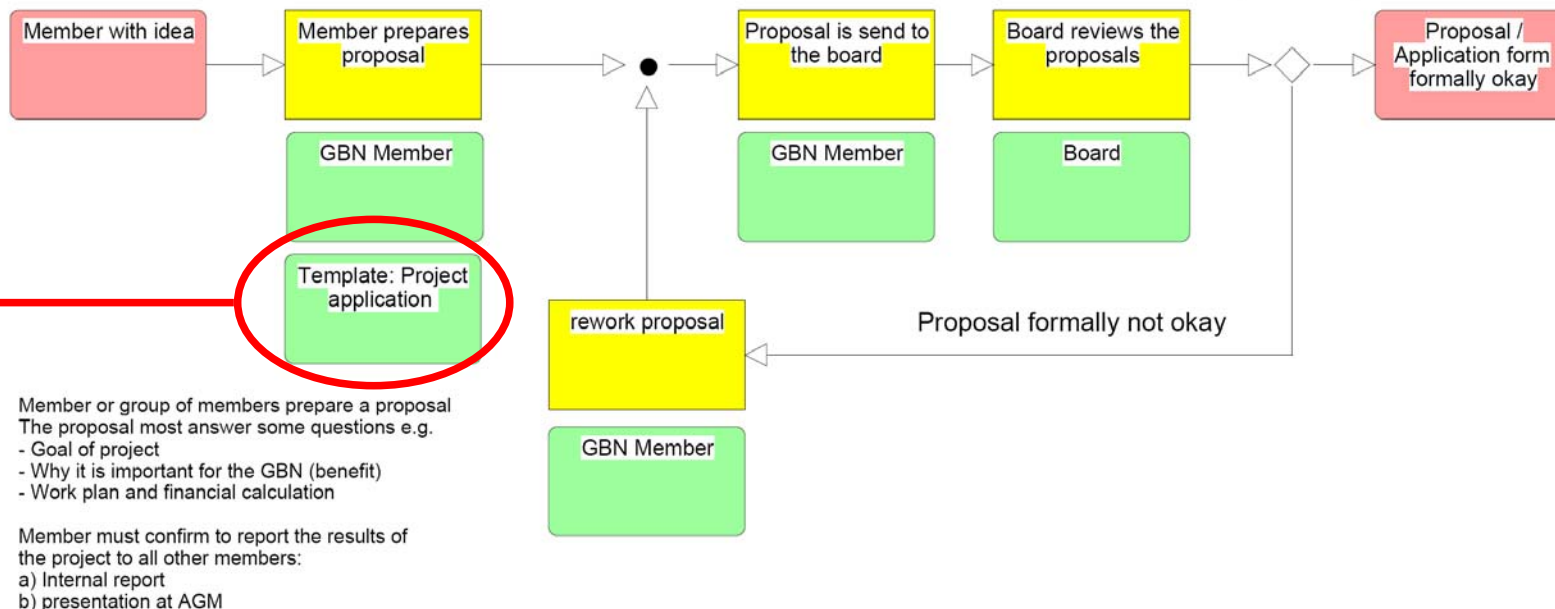 Member with idea
Member prepares
proposal
Proposal is send to
the board
Board reviews the
proposals
Proposal /
Application form
formally okay
GBN Member
GBN Member
Board
Template: Project
application
rework proposal
Proposal formally not okay
GBN Member
Member or group of members prepare a proposal
The proposal most answer some questions e.g.
- Goal of project
- Why it is important for the GBN (benefit)
- Work plan and financial calculation
Member must confirm to report the results of
the project to all other members:
a) Internal report
b) presentation at AGM